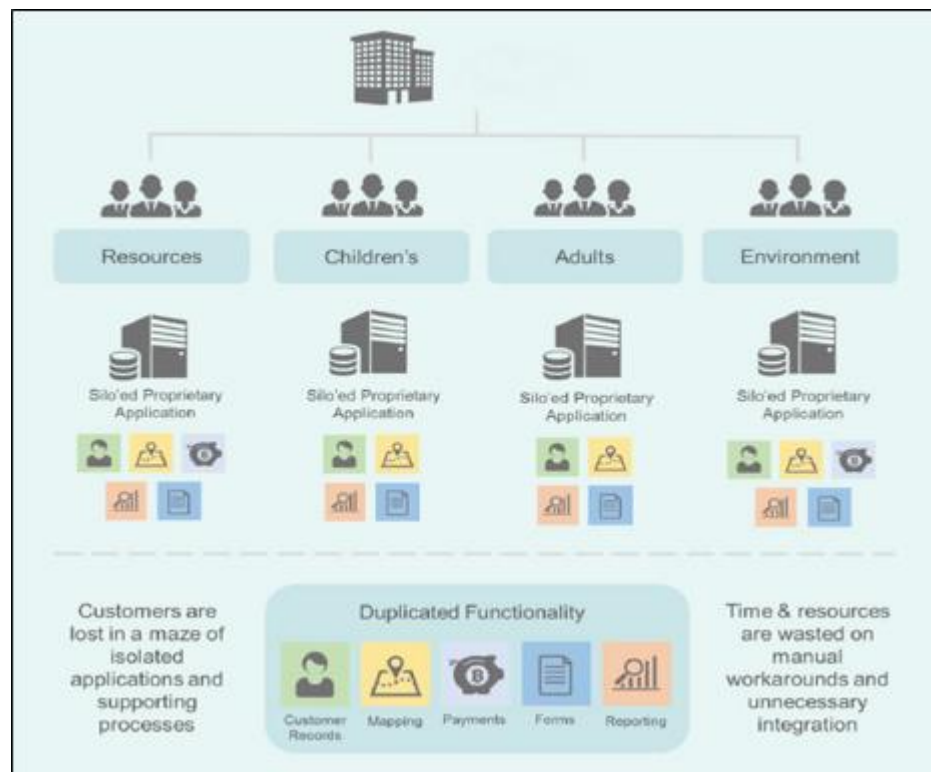 Resources
Children's
Adults
Environment
Silo'ed Proprietary
Application
Silo'ed Proprietary
Application
Silo'ed Proprietary
Application
Silo'ed Proprietary
Application
Customers are
lost in a maze of
isolated
applications and
supporting
processes
Duplicated Functionality
Customer
Records
Mapping
Payments
Forms
Reporting
Time & resources
are wasted on
manual
workarounds and
unnecessary
integration